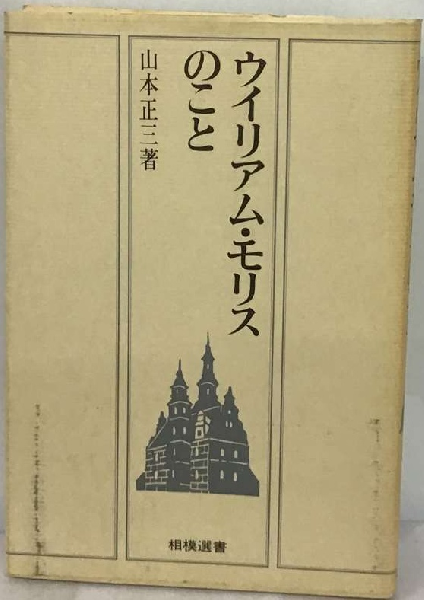 ウイリアム・モリス
のこと
山本正三著
相模選書